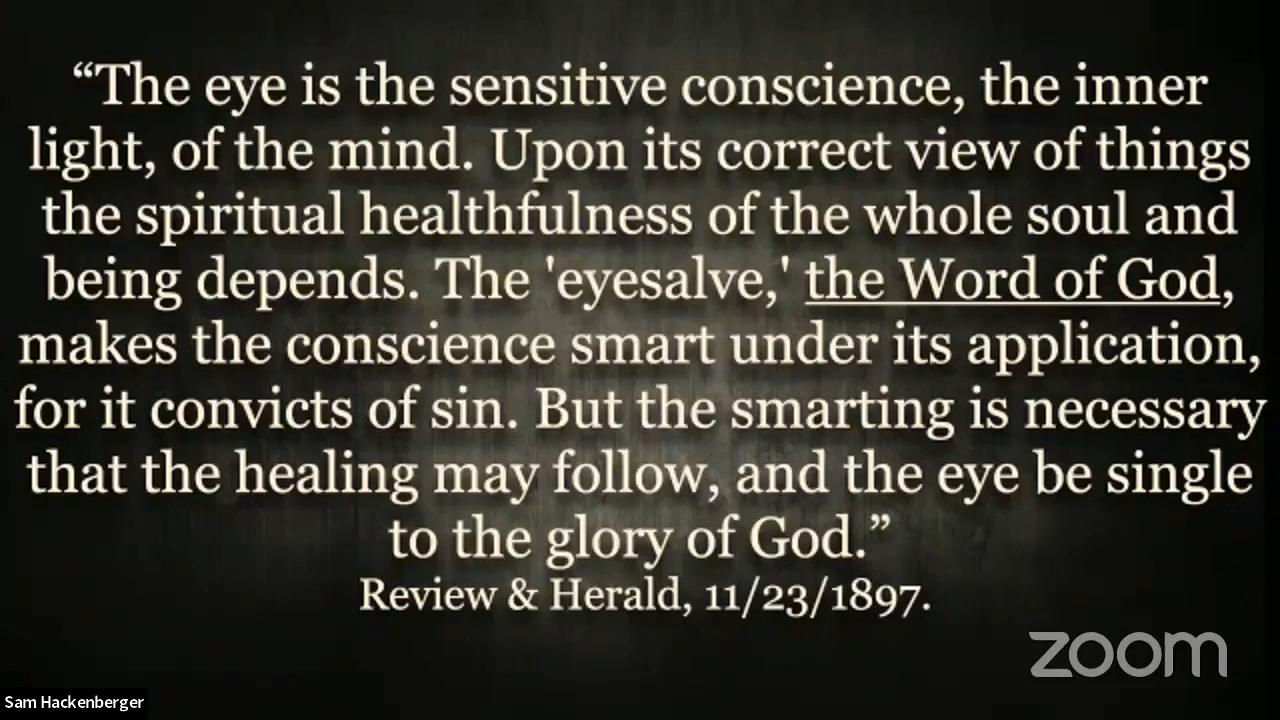 “The eye is the sensitive conscience, the inner
light, of the mind. Upon its correct view of things
the spiritual healthfulness of the whole soul and
being depends. The 'eyesalve,' the Word of God,
makes the conscience smart under its application,
for it convicts of sin. But the smarting is necessary
that the healing may follow, and the eye be single
to the glory of God.”
Review & Herald, 11/23/1897.
zoom
Sam Hackenberger